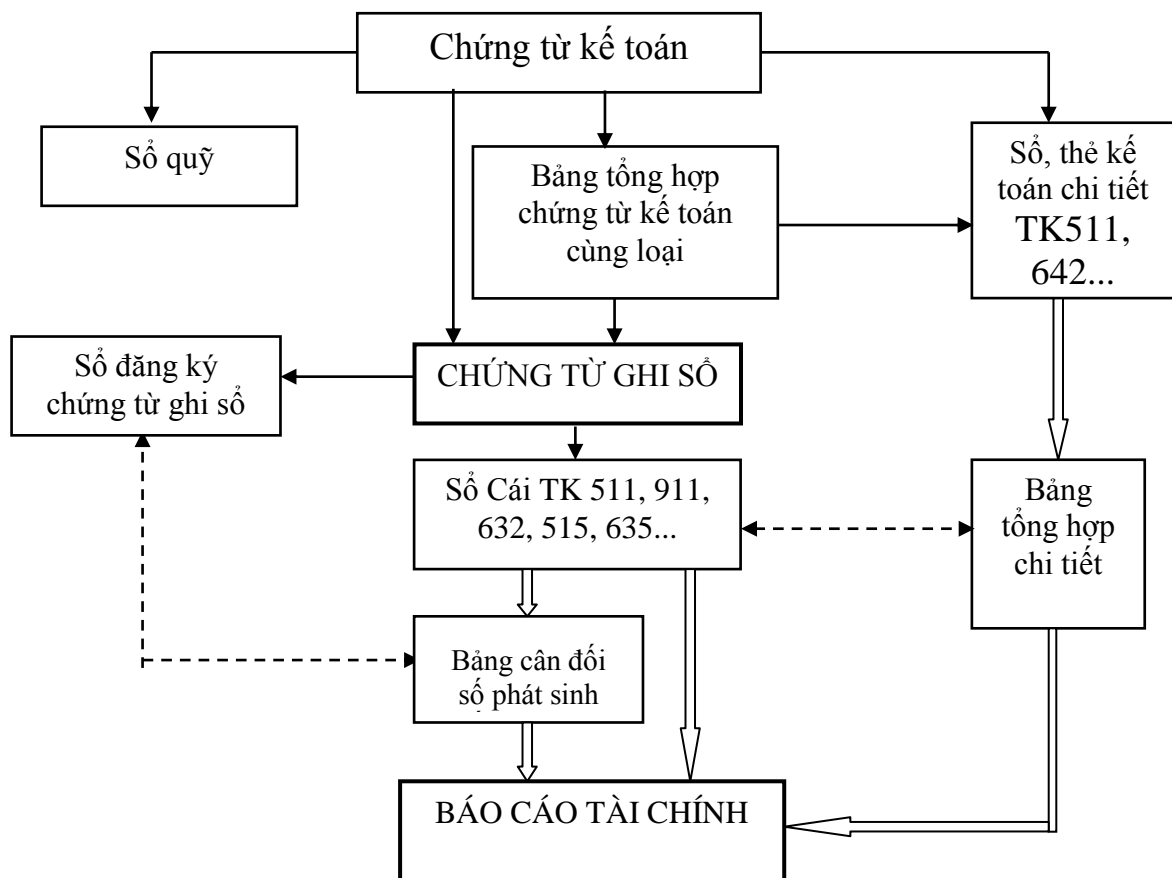 Chứng từ kế toán
Sổ quỹ
Bảng tổng hợp
chứng từ kế toán
cùng loại
Sổ, thẻ kế
toán chi tiết
TK511,
642...
Sổ đăng ký
chứng từ ghi sổ
CHỨNG TỪ GHI SỔ
Sổ Cái TK 511, 911,
632, 515, 635...
Bảng
tổng hợp
chi tiết
Bảng cân đối
số phát sinh
BÁO CÁO TÀI CHÍNH